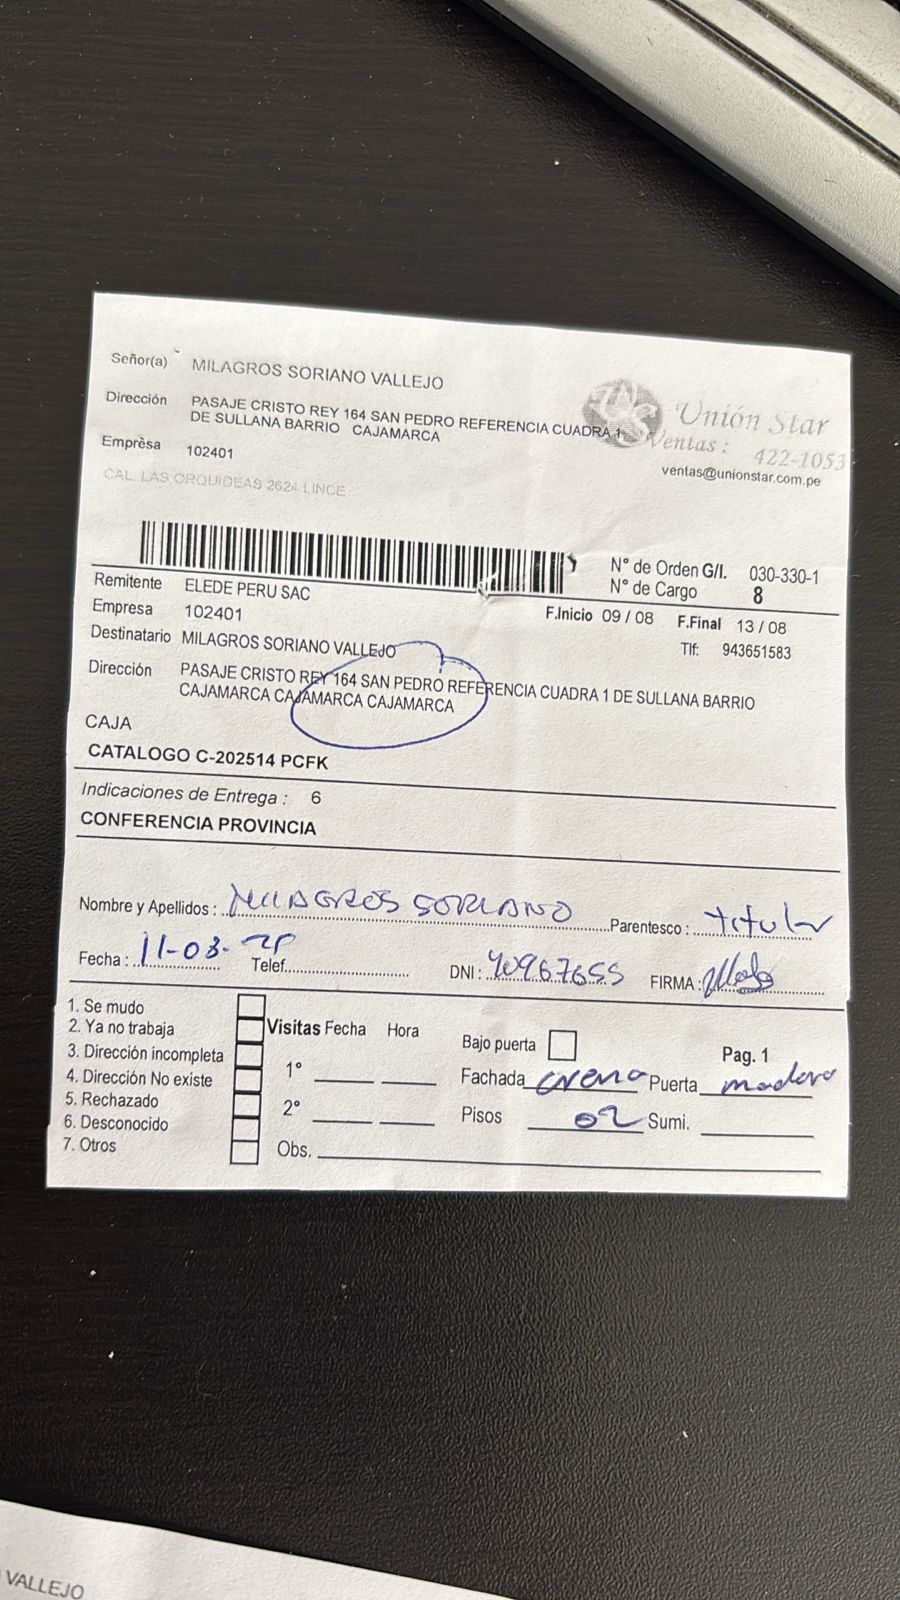 Señor(a) MILAGROS SORIANO VALLEJO
Dirección PASAJE CRISTO REY 164 SAN PEDRO REFERENCIA CUADRA 1
DE SULLANA BARRIO CAJAMARCA
Empresa 102401
CAL. LAS ORQUIDEAS 2624 LINCE
Unión Star
Ventas : 422-1053
ventas@unionstar.com.pe
N° de Orden G/I. 030-330-1
N° de Cargo 8
Remitente ELEDE PERU SAC
Empresa 102401
F.Inicio 09 / 08 F.Final 13 / 08
Destinatario MILAGROS SORIANO VALLEJO
Tlf: 943651583
Dirección PASAJE CRISTO REY 164 SAN PEDRO REFERENCIA CUADRA 1 DE SULLANA BARRIO
CAJAMARCA CAJAMARCA CAJAMARCA
CAJA
CATALOGO C-202514 PCFK
Indicaciones de Entrega : 6
CONFERENCIA PROVINCIA
Nombre y Apellidos : MILAGROS SORIANO Parentesco : titular
Fecha : 11-08- Telef. DNI : 40967655 FIRMA :
1. Se mudo
2. Ya no trabaja
3. Dirección incompleta
4. Dirección No existe
5. Rechazado
6. Desconocido
7. Otros
Visitas Fecha Hora
1°
2°
Obs.
Bajo puerta Pag. 1
Fachada crema Puerta madera
Pisos 02 Sumi.
VALLEJO